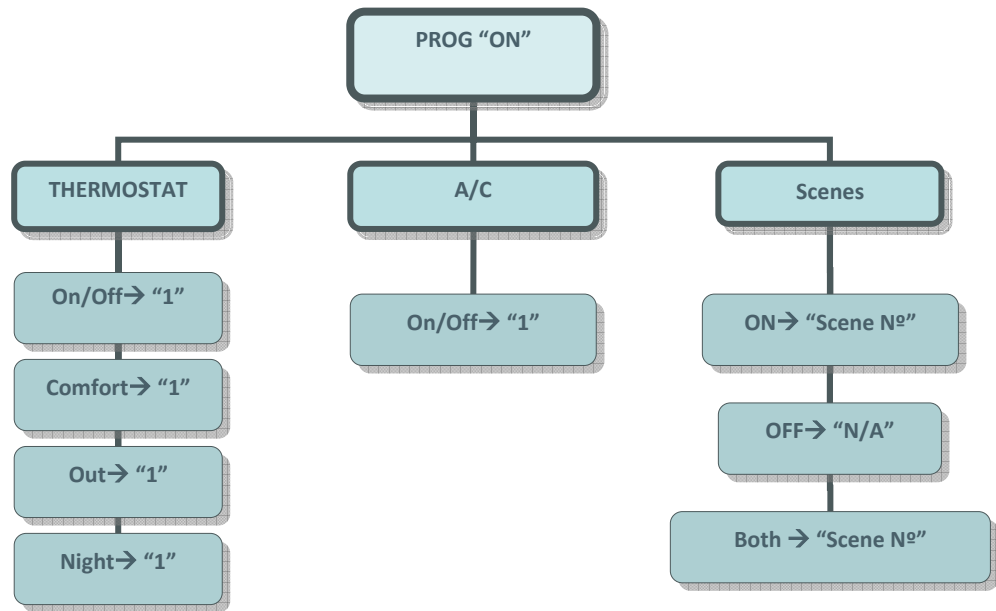 PROG “ON”
THERMOSTAT
On/Off→ “1”
Comfort→ “1”
Out→ “1”
Night→ “1”
A/C
On/Off→ “1”
Scenes
ON→ “Scene Nº”
OFF→ “N/A”
Both → “Scene Nº”